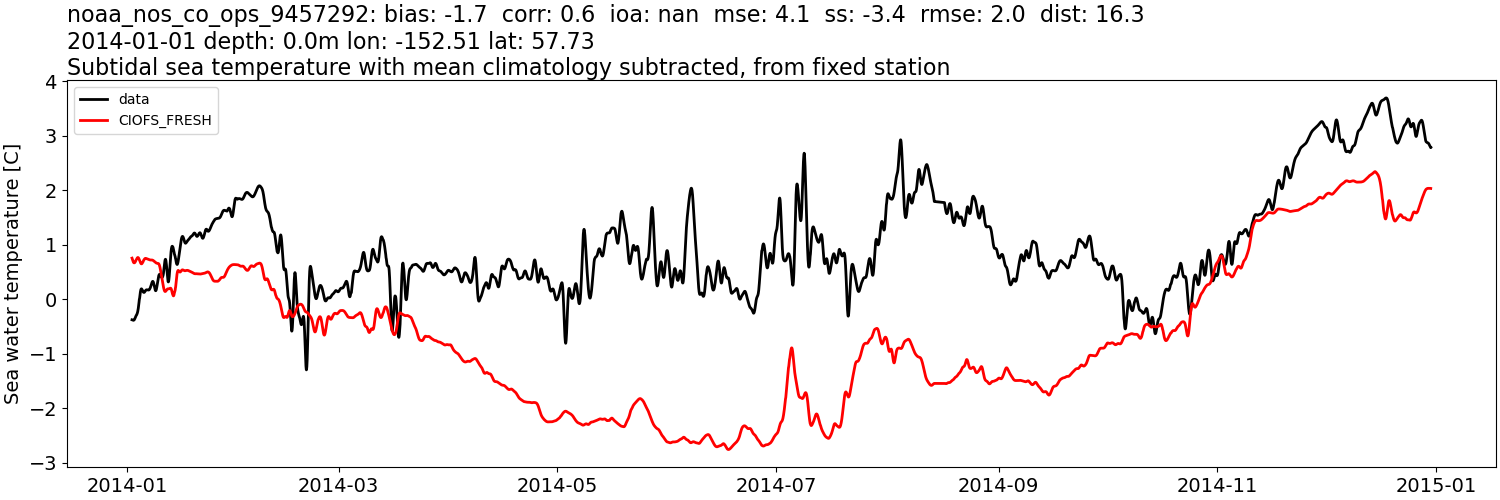 noaa_nos_co_ops_9457292: bias: -1.7  corr: 0.6  ioa: nan  mse: 4.1  ss: -3.4  rmse: 2.0  dist: 16.3
2014-01-01 depth: 0.0m lon: -152.51 lat: 57.73
Subtidal sea temperature with mean climatology subtracted, from fixed station
data
CIOFS_FRESH
Sea water temperature [C]
4
3
2
1
0
−1
−2
−3
2014-01
2014-03
2014-05
2014-07
2014-09
2014-11
2015-01